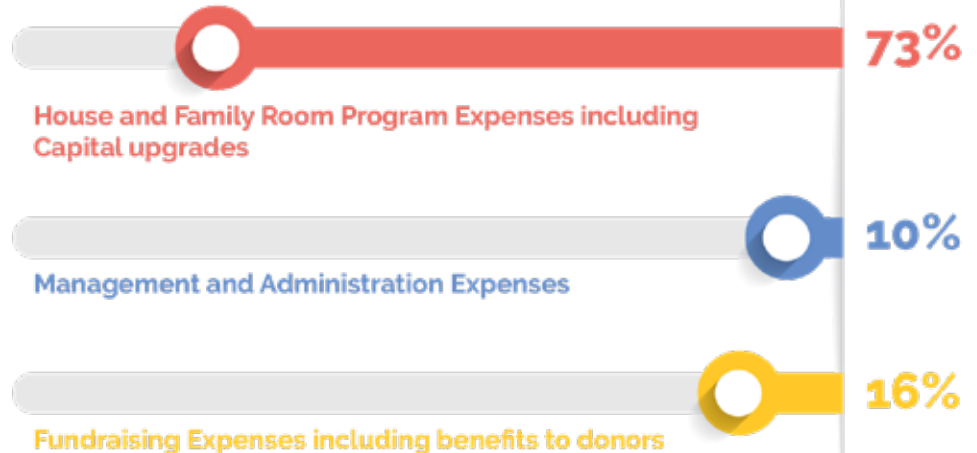 73%
House and Family Room Program Expenses including
Capital upgrades
10%
Management and Administration Expenses
16%
Fundraising Expenses including benefits to donors